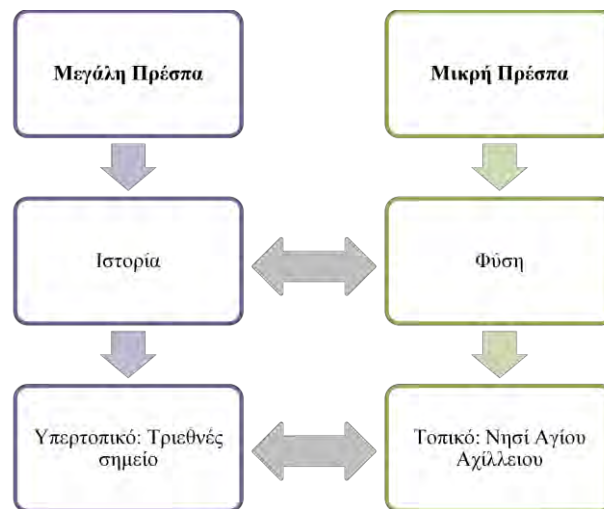 Μεγάλη Πρέσπα
Μικρή Πρέσπα
Ιστορία
Φύση
Υπερτοπικό: Τριεθνές
σημείο
Τοπικό: Νησί Αγίου
Αχίλλειου